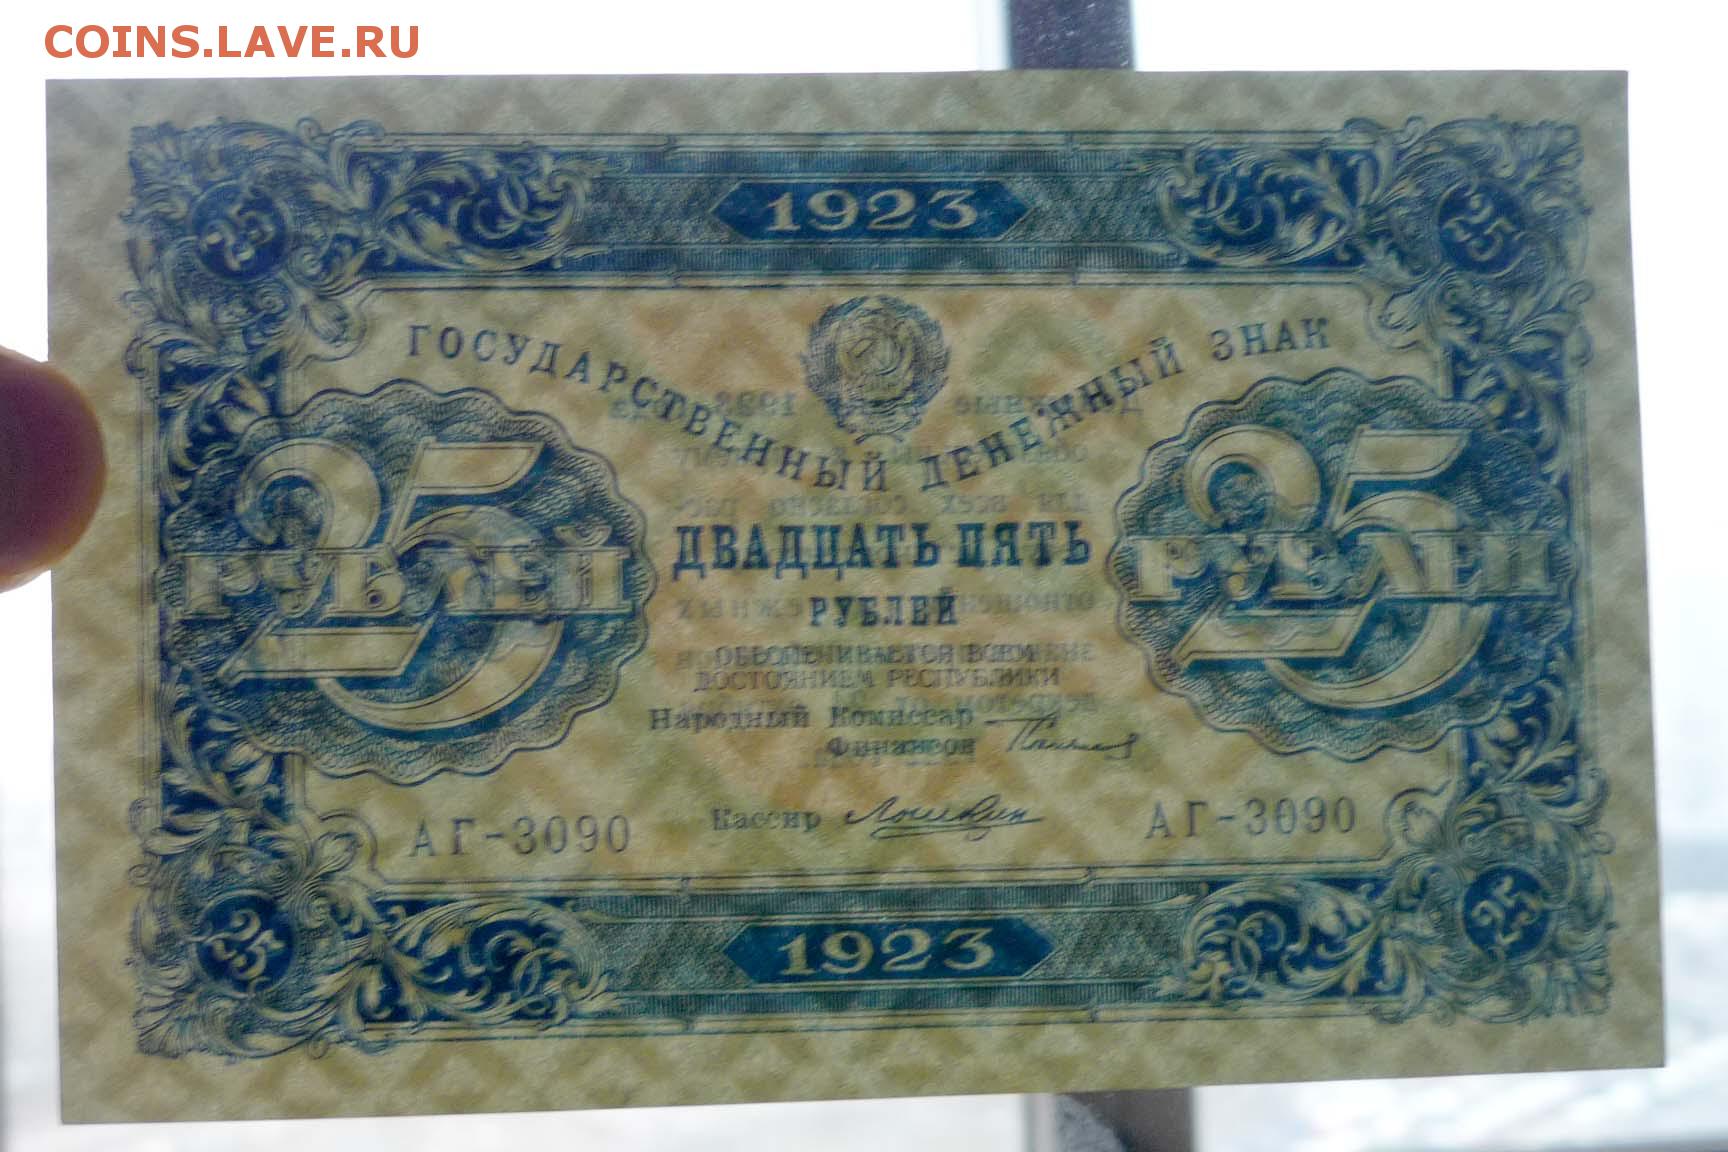 COINS.LAVE.RU
1923
25 25
ГОСУДАРСТВЕННЫЙ ДЕНЕЖНЫЙ ЗНАК
25 РУБЛЕЙ
25 РУБЛЕЙ
ДВАДЦАТЬ ПЯТЬ
РУБЛЕЙ
ОБЕСПЕЧИВАЕТСЯ ВСЕМ
ДОСТОЯНИЕМ РЕСПУБЛИКИ
Народный Комиссар
Финансов
Кассир
АГ-3090 АГ-3090
25 25
1923